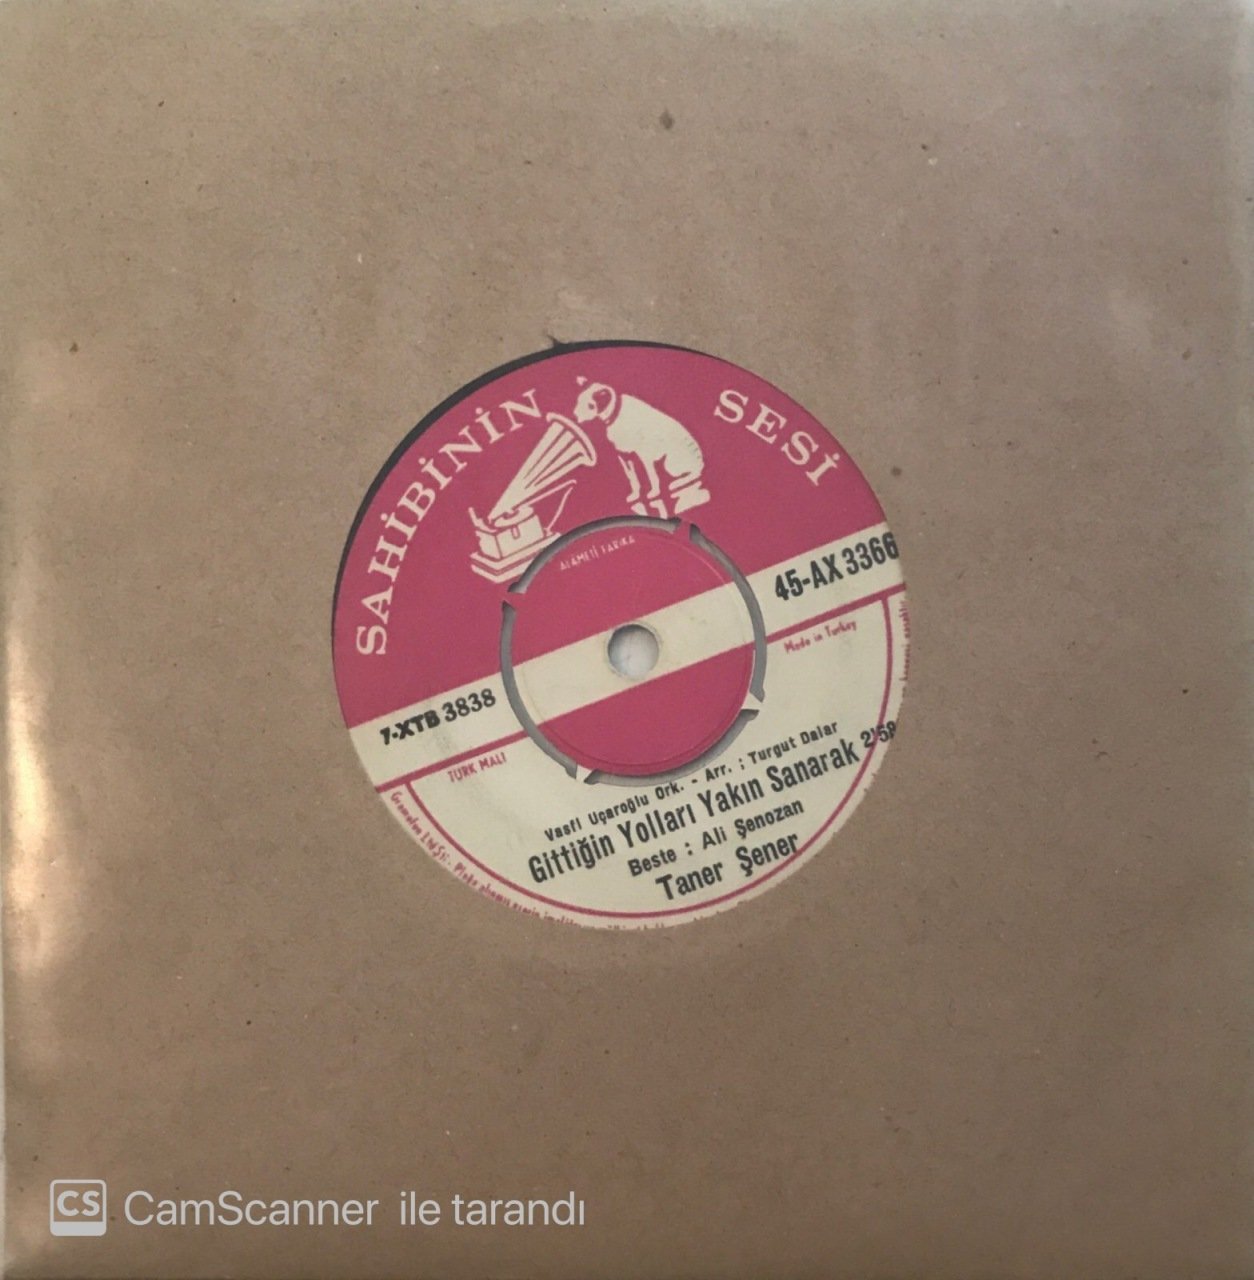 SAHİBİNİN SESİ
ALAMETİ FARİKA
45-AX 3366
7-XTB 3838
Made in Turkey
TÜRK MALI
Vasfi Uçaroğlu Ork. - Arr. : Turgut Dalar
Gittiğin Yolları Yakın Sanarak 2'58
Beste : Ali Şenozan
Taner Şener
CS CamScanner ile tarandı